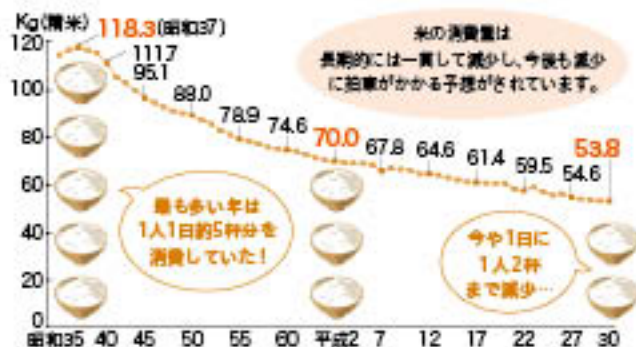 Kg(精米)
118.3(昭和37)
米の消費量は
長期的には一貫して減少し、今後も減少
に拍車がかかる予想がされています。
120
111.7
100
95.1
88.0
80
78.9
74.6
70.0
67.8
64.6
61.4
59.5
54.6
53.8
60
最も多い年は
1人1日約5杯分を
消費していた!
今や1日に
1人2杯
まで減少…
40
20
0
昭和35 40 45 50 55 60 平成2 7 12 17 22 27 30